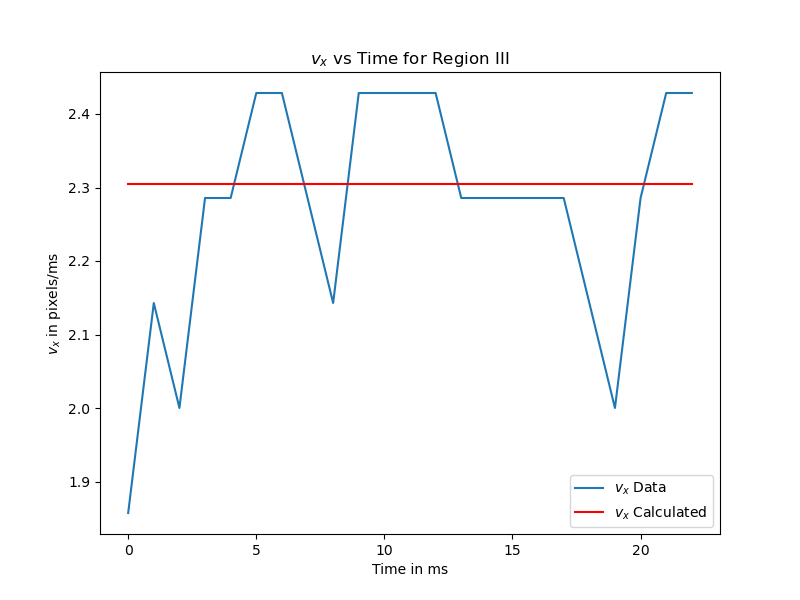 vₓ vs Time for Region III
2.4
2.3
2.2
2.1
2.0
1.9
vₓ in pixels/ms
0 5 10 15 20
Time in ms
vₓ Data
vₓ Calculated